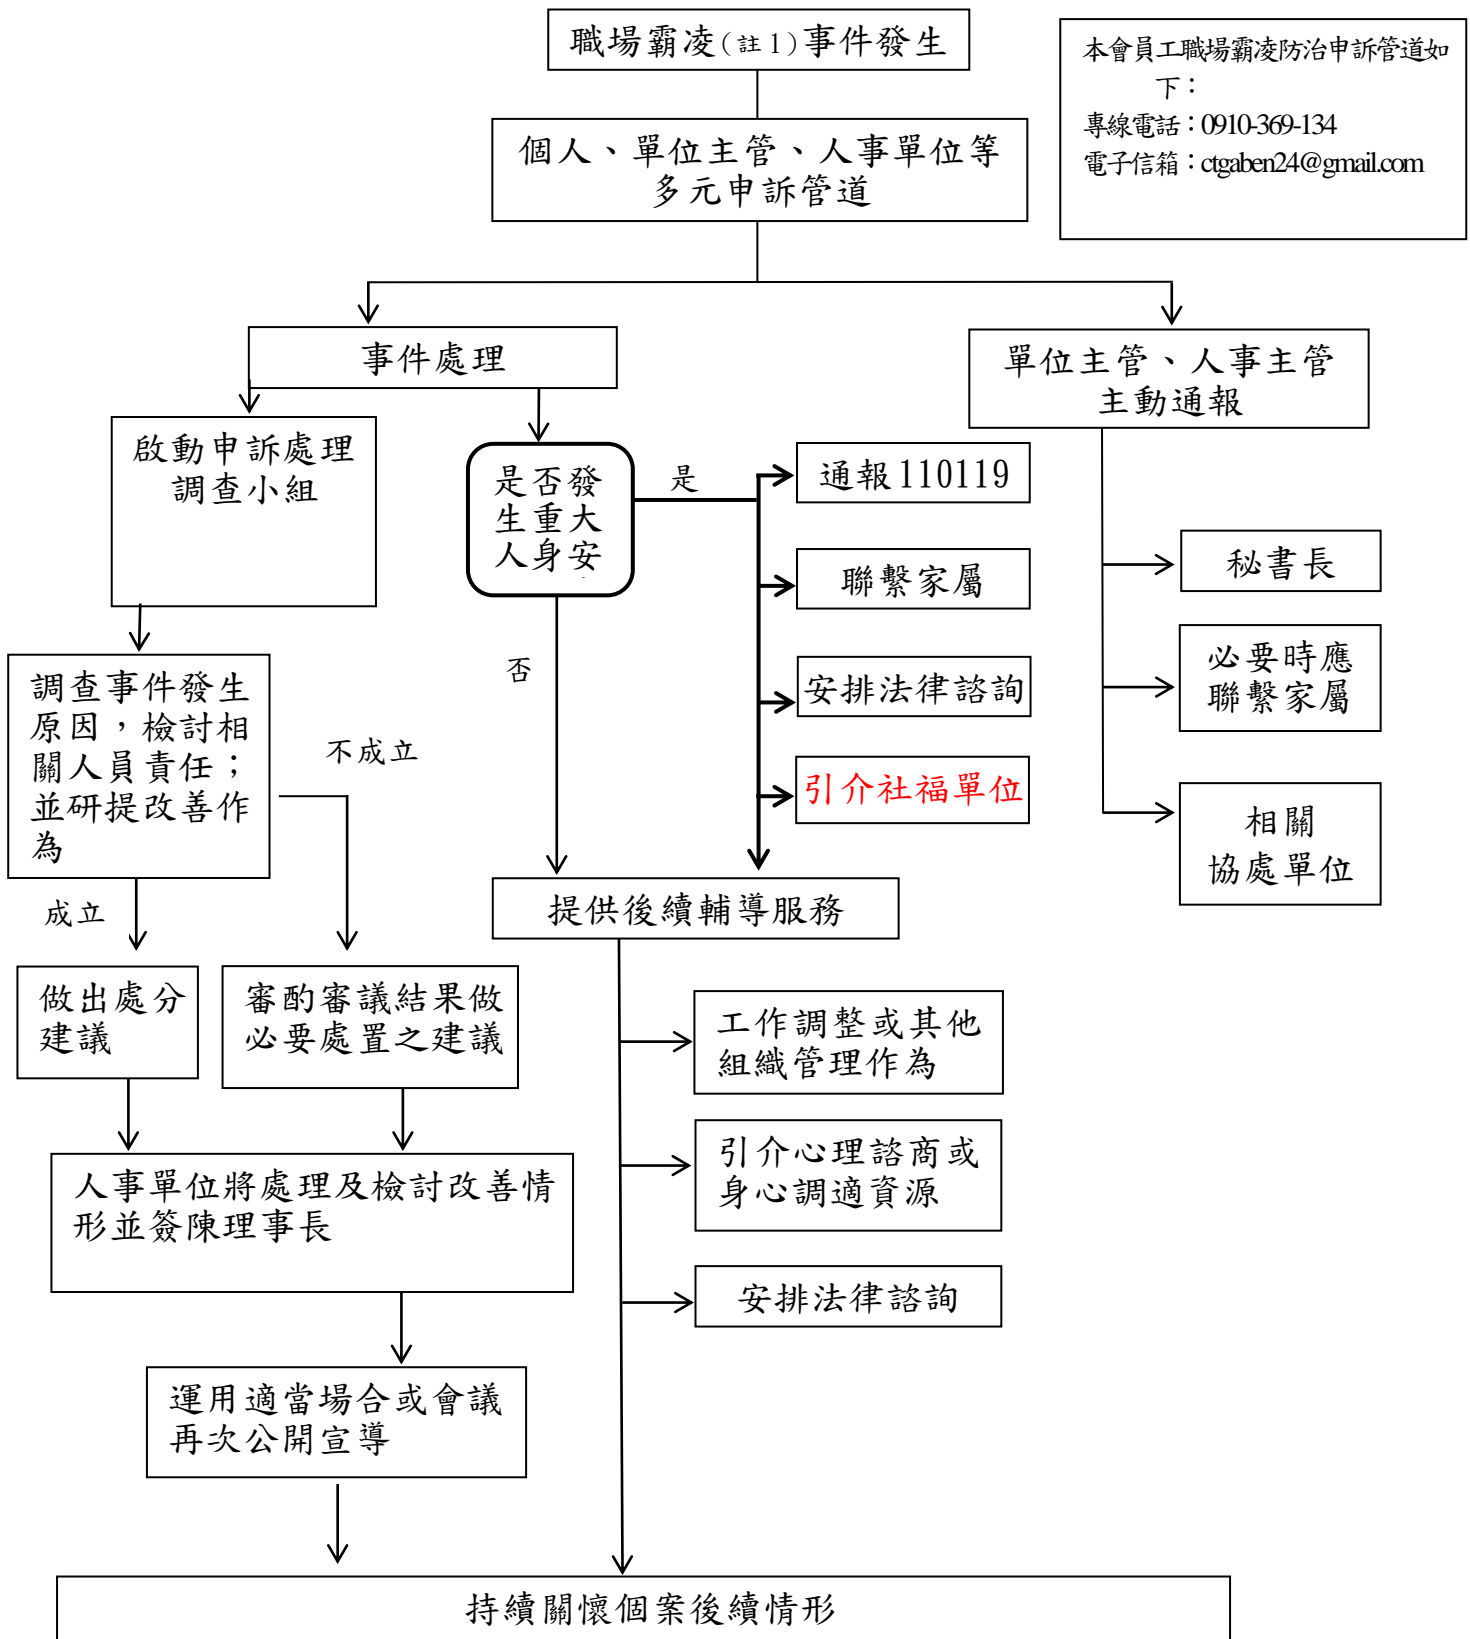 職場霸凌(註1)事件發生
本會員工職場霸凌防治申訴管道如
下：
專線電話：0910-369-134
電子信箱：ctgaben24@gmail.com
個人、單位主管、人事單位等
多元申訴管道
事件處理
單位主管、人事主管
主動通報
啟動申訴處理
調查小組
是否發
生重大
人身安
是
通報110119
聯繫家屬
安排法律諮詢
引介社福單位
秘書長
必要時應
聯繫家屬
相關
協處單位
否
調查事件發生
原因，檢討相
關人員責任；
並研提改善作
為
不成立
成立
提供後續輔導服務
做出處分
建議
審酌審議結果做
必要處置之建議
工作調整或其他
組織管理作為
引介心理諮商或
身心調適資源
安排法律諮詢
人事單位將處理及檢討改善情
形並簽陳理事長
運用適當場合或會議
再次公開宣導
持續關懷個案後續情形